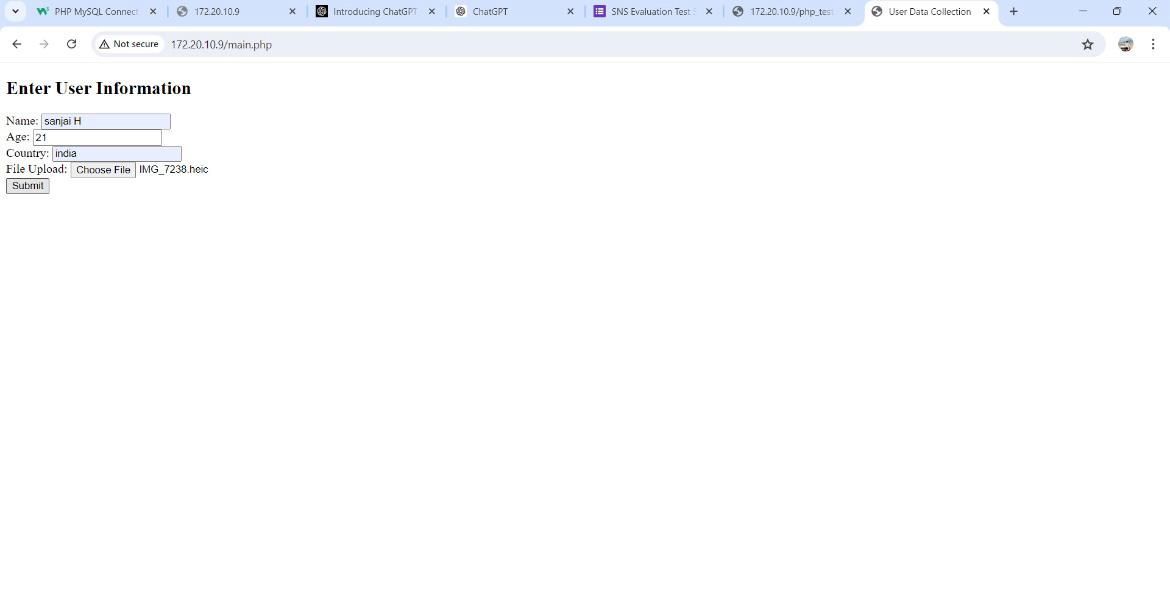 PHP MySQL Connect
172.20.10.9
Introducing ChatGPT
ChatGPT
SNS Evaluation Test
172.20.10.9/php_test
User Data Collection
Not secure
172.20.10.9/main.php
Enter User Information
Name: sanjai H
Age: 21
Country: india
File Upload: Choose File IMG_7238.heic
Submit